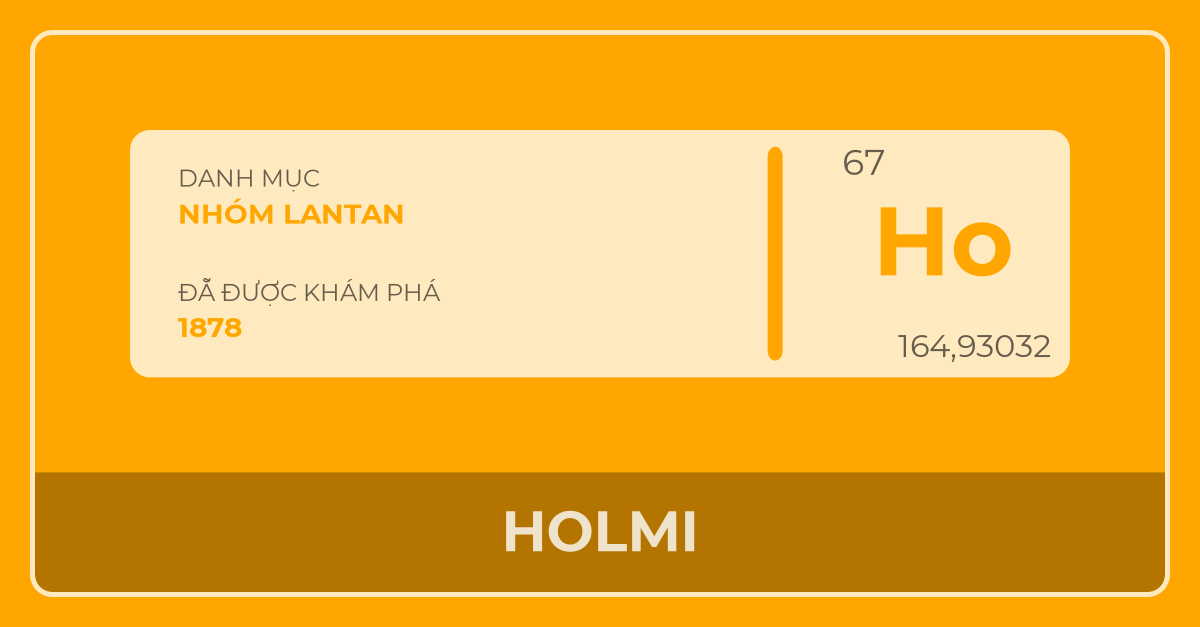 DANH MỤC
NHÓM LANTAN
ĐÃ ĐƯỢC KHÁM PHÁ
1878
67
Ho
164,93032
HOLMI